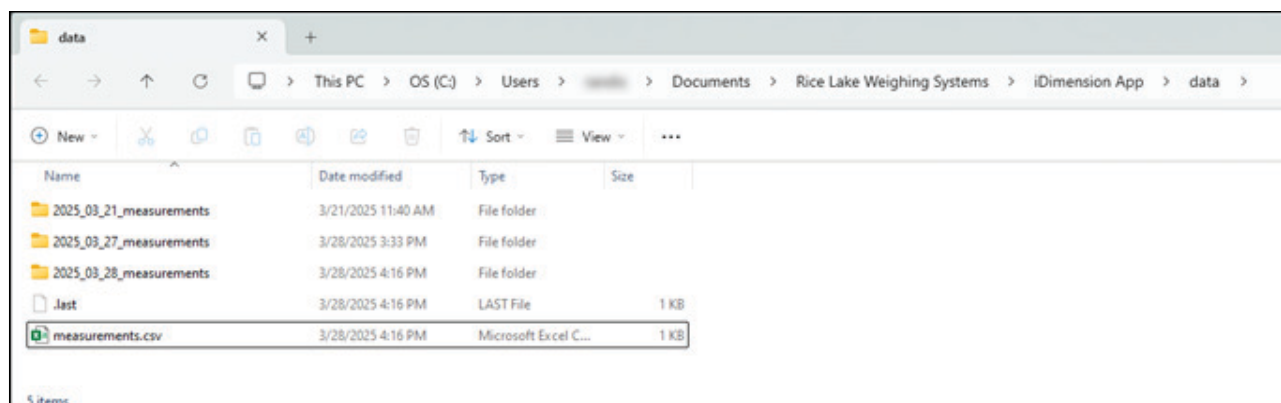 data
This PC > OS (C:) > Users > > Documents > Rice Lake Weighing Systems > iDimension App > data >
New Sort View ...
Name Date modified Type Size
2025_03_21_measurements 3/21/2025 11:40 AM File folder
2025_03_27_measurements 3/28/2025 3:33 PM File folder
2025_03_28_measurements 3/28/2025 4:16 PM File folder
.last 3/28/2025 4:16 PM LAST File 1 KB
measurements.csv 3/28/2025 4:16 PM Microsoft Excel C... 1 KB
5 items